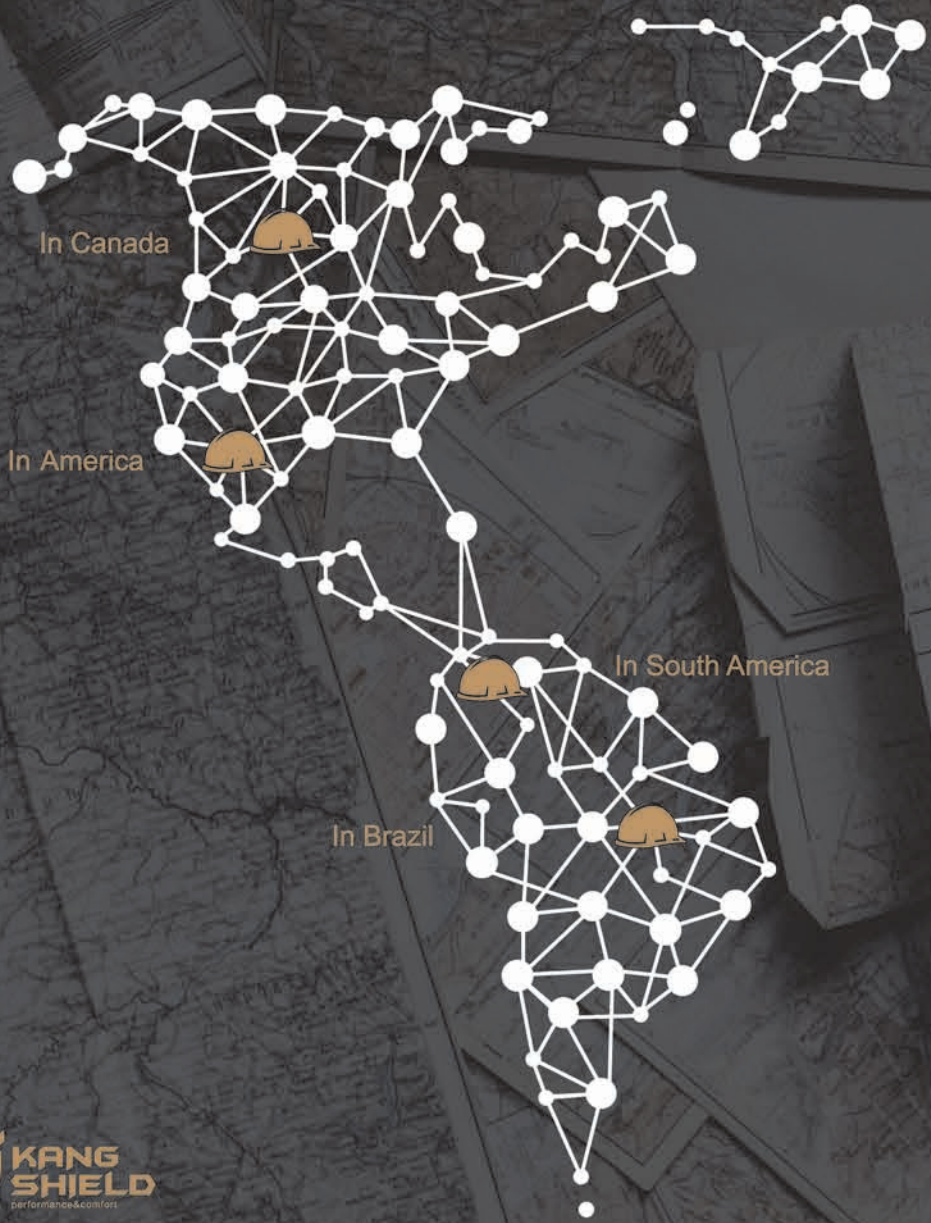 In Canada
In America
In South America
In Brazil
KANG
SHIELD
performance&comfort